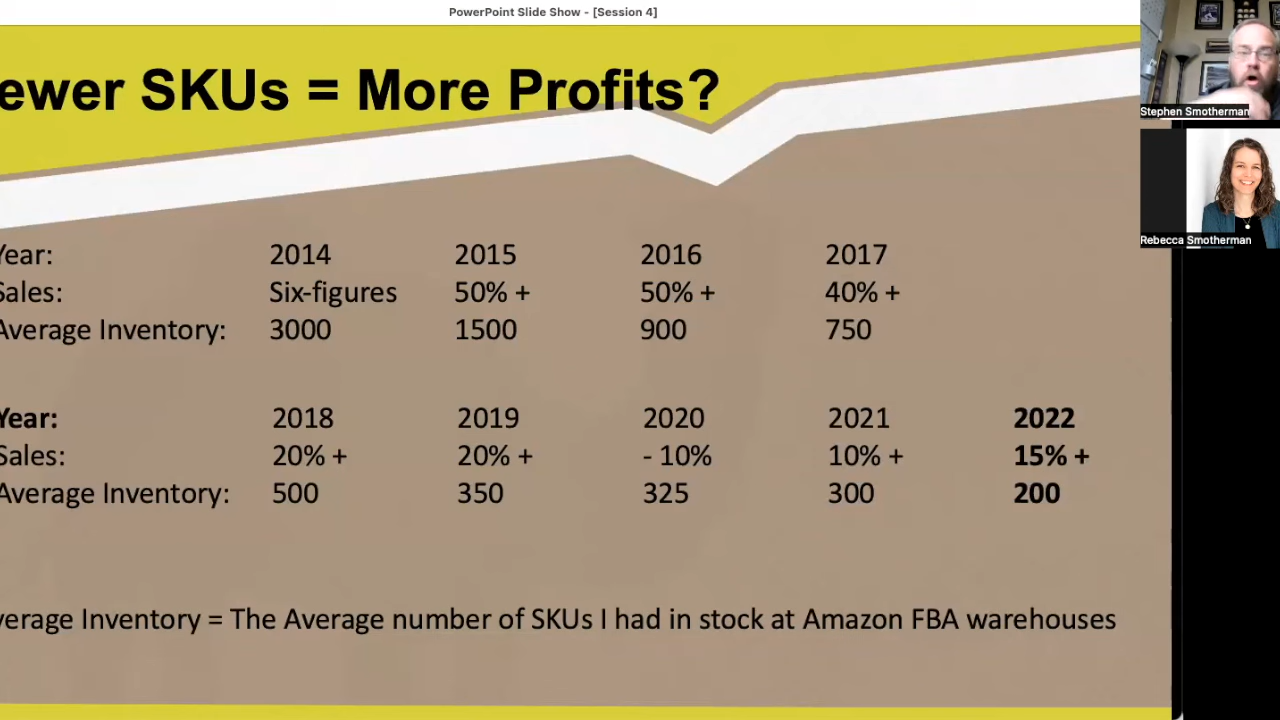 PowerPoint Slide Show - [Session 4]
ewer SKUs = More Profits?
Year: 2014 2015 2016 2017
Sales: Six-figures 50% + 50% + 40% +
Average Inventory: 3000 1500 900 750
Year: 2018 2019 2020 2021 2022
Sales: 20% + 20% + - 10% 10% + 15% +
Average Inventory: 500 350 325 300 200
verage Inventory = The Average number of SKUs I had in stock at Amazon FBA warehouses
Stephen Smotherman
Rebecca Smotherman